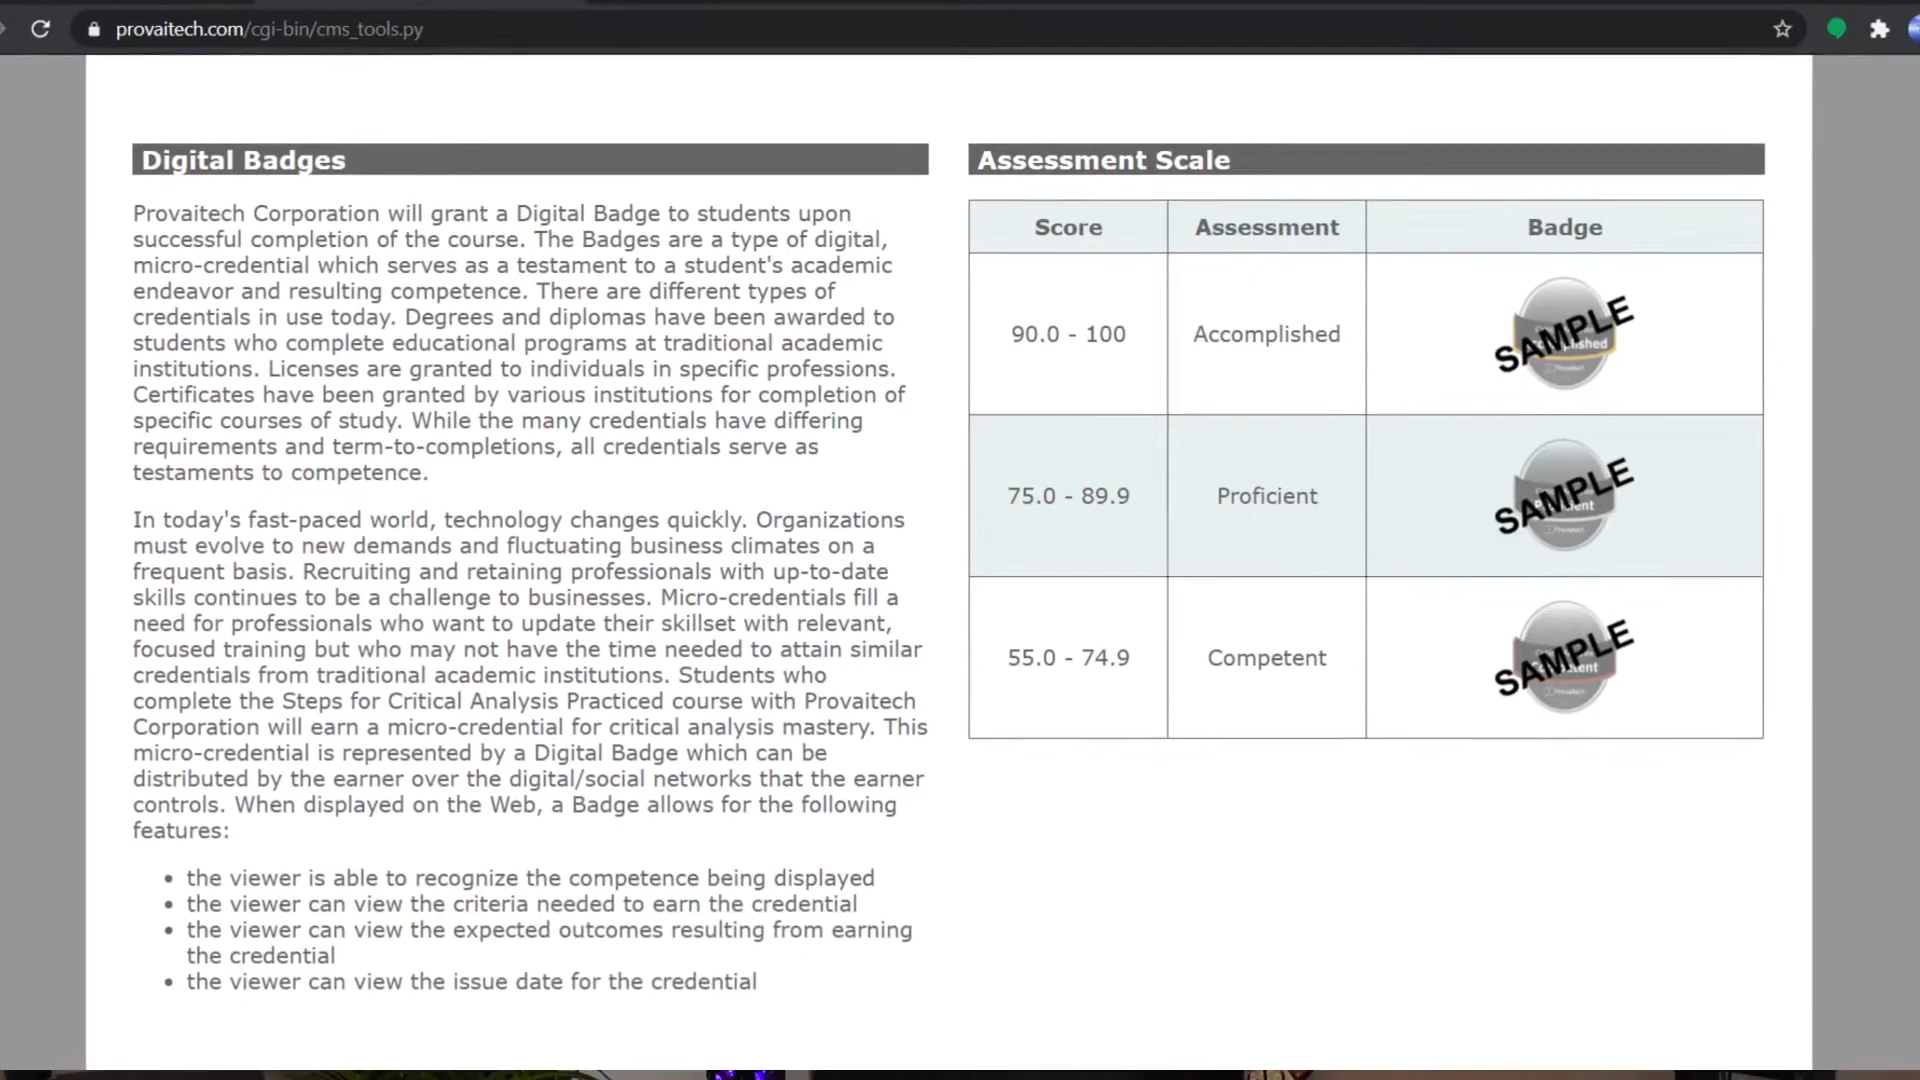 provaitech.com/cgi-bin/cms_tools.py
Digital Badges
Provaitech Corporation will grant a Digital Badge to students upon
successful completion of the course. The Badges are a type of digital,
micro-credential which serves as a testament to a student's academic
endeavor and resulting competence. There are different types of
credentials in use today. Degrees and diplomas have been awarded to
students who complete educational programs at traditional academic
institutions. Licenses are granted to individuals in specific professions.
Certificates have been granted by various institutions for completion of
specific courses of study. While the many credentials have differing
requirements and term-to-completions, all credentials serve as
testaments to competence.
In today's fast-paced world, technology changes quickly. Organizations
must evolve to new demands and fluctuating business climates on a
frequent basis. Recruiting and retaining professionals with up-to-date
skills continues to be a challenge to businesses. Micro-credentials fill a
need for professionals who want to update their skillset with relevant,
focused training but who may not have the time needed to attain similar
credentials from traditional academic institutions. Students who
complete the Steps for Critical Analysis Practiced course with Provaitech
Corporation will earn a micro-credential for critical analysis mastery. This
micro-credential is represented by a Digital Badge which can be
distributed by the earner over the digital/social networks that the earner
controls. When displayed on the Web, a Badge allows for the following
features:
• the viewer is able to recognize the competence being displayed
• the viewer can view the criteria needed to earn the credential
• the viewer can view the expected outcomes resulting from earning
the credential
• the viewer can view the issue date for the credential
Assessment Scale
Score Assessment Badge
90.0 - 100 Accomplished SAMPLE
75.0 - 89.9 Proficient SAMPLE
Provaitech
55.0 - 74.9 Competent SAMPLE
Provaitech